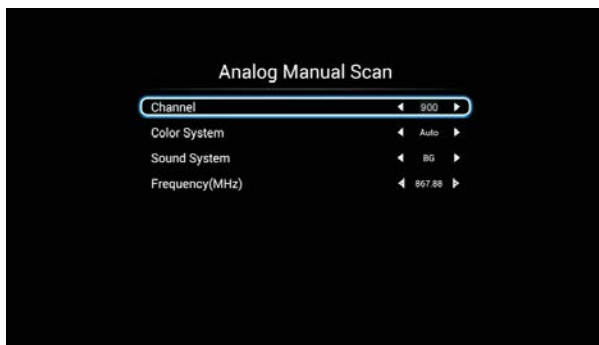 Analog Manual Scan
Channel 900
Color System Auto
Sound System BG
Frequency(MHz) 867.88